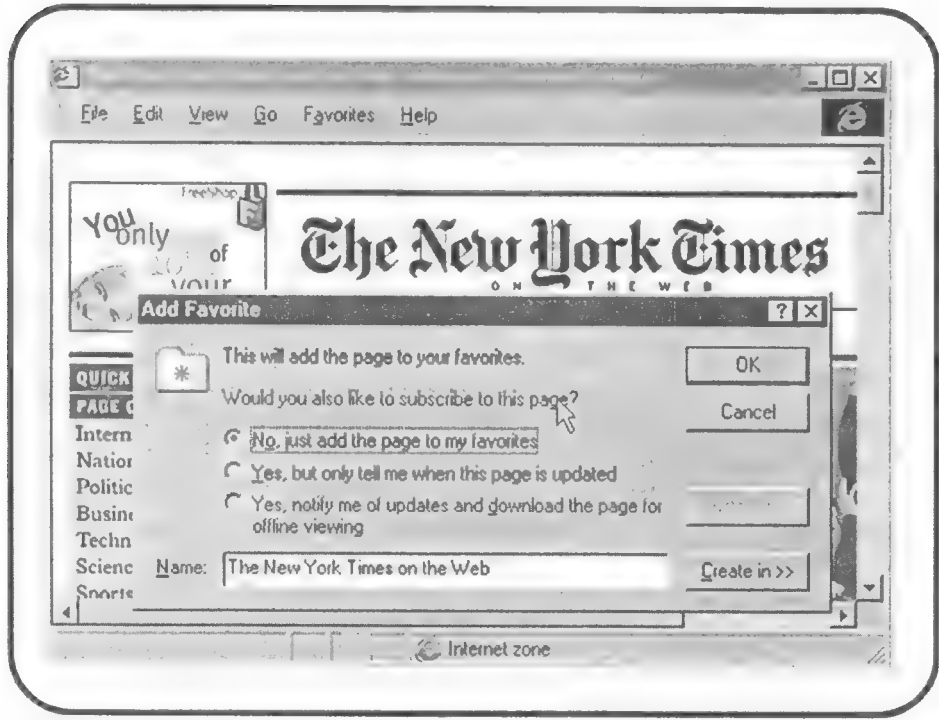 File Edit View Go Favorites Help
FreeShop
You
only
of
your
The New York Times
ON THE WEB
Add Favorite
This will add the page to your favorites.
OK
Would you also like to subscribe to this page?
Cancel
No, just add the page to my favorites
Yes, but only tell me when this page is updated
Yes, notify me of updates and download the page for
offline viewing
Name: The New York Times on the Web
Create in >>
QUICK
PAGE
Intern
Nation
Politic
Busine
Techn
Scienc
Sports
Internet zone